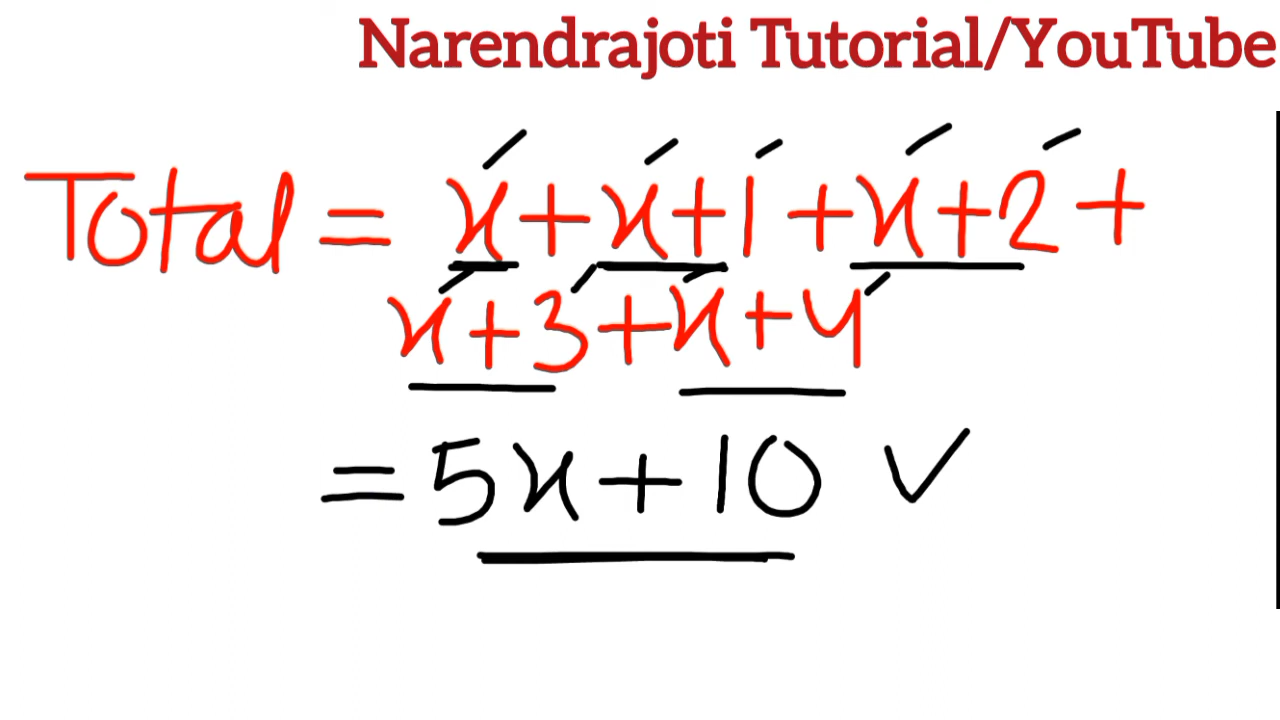 Narendrajoti Tutorial/YouTube
Total = x + x+1 + x+2 +
x+3 + x+4
= 5x+10 ✓